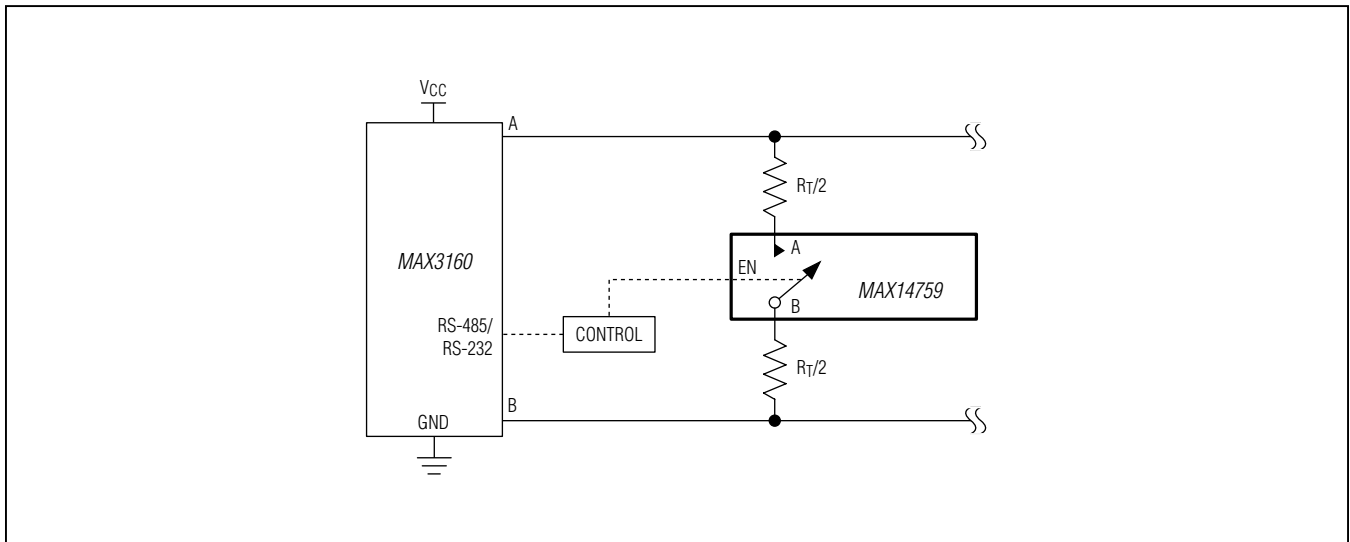 VCC
A
RT/2
MAX3160
A
EN
MAX14759
B
RS-485/
RS-232
CONTROL
RT/2
B
GND